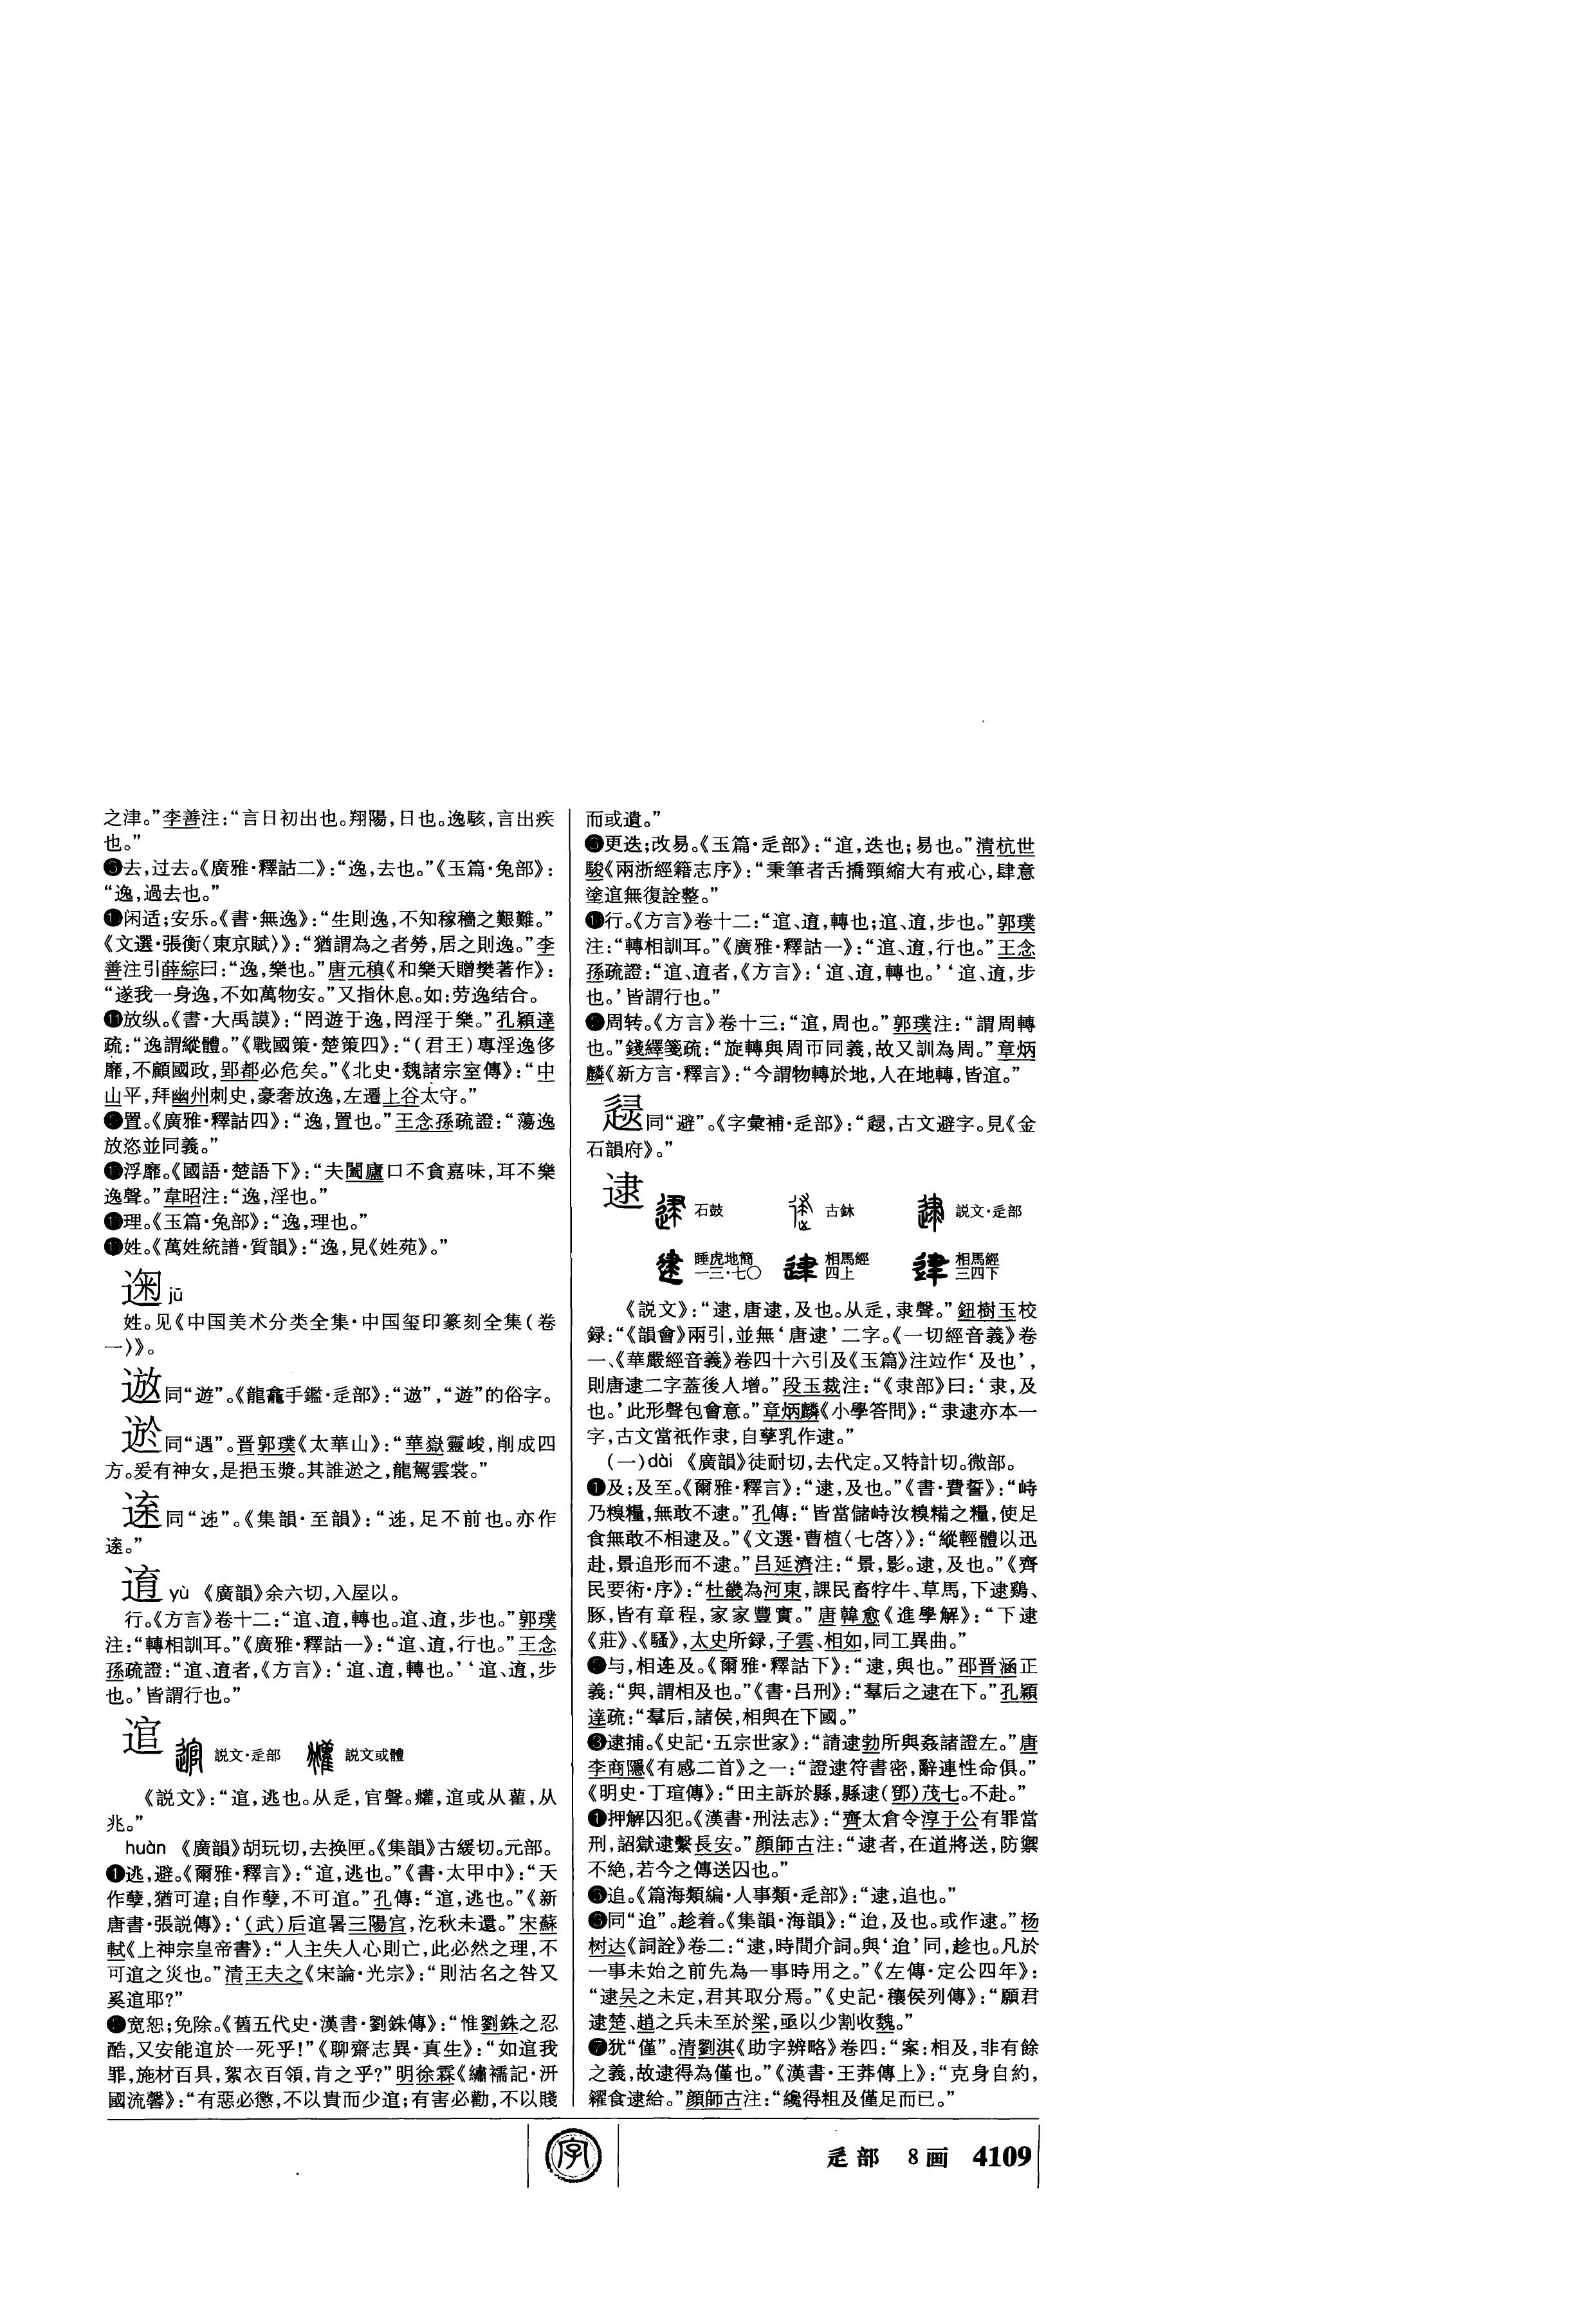 之津。”李善注：“言日初出也。翔陽，日也。逸駭，言出疾
也。”
去，过去。《廣雅·釋詁二》：“逸，去也。”《玉篇·兔部》：
“逸，過去也。”
闲适；安乐。《書·無逸》：“生則逸，不知稼穡之艱難。”
《文選·張衡〈東京賦〉》：“猶謂為之者勞，居之則逸。”李
善注引薛綜曰：“逸，樂也。”唐元稹《和樂天贈樊著作》：
“遂我一身逸，不如萬物安。”又指休息。如：劳逸结合。
⓫放纵。《書·大禹謨》：“罔遊于逸，罔淫于樂。”孔穎達
疏：“逸謂縱體。”《戰國策·楚策四》：“（君王）專淫逸侈
靡，不顧國政，郢都必危矣。”《北史·魏諸宗室傳》：“中
山平，拜幽州刺史，豪奢放逸，左遷上谷太守。”
置。《廣雅·釋詁四》：“逸，置也。”王念孫疏證：“蕩逸
放恣並同義。”
浮靡。《國語·楚語下》：“夫闔廬口不貪嘉味，耳不樂
逸聲。”韋昭注：“逸，淫也。”
理。《玉篇·兔部》：“逸，理也。”
姓。《萬姓統譜·質韻》：“逸，見《姓苑》。”
jū
姓。见《中国美术分类全集·中国玺印篆刻全集（卷
一）》。
同“遊”。《龍龕手鑑·辵部》：“”，“遊”的俗字。
同“遇”。晋郭璞《太華山》：“華嶽靈峻，削成四
方。爰有神女，是挹玉漿。其誰之，龍駕雲裳。”
逩同“”。《集韻·至韻》：“，足不前也。亦作
。”
逳 yù 《廣韻》余六切，入屋以。
行。《方言》卷十二：“逭、逳，轉也。逭、逳，步也。”郭璞
注：“轉相訓耳。”《廣雅·釋詁一》：“逭、逳，行也。”王念
孫疏證：“逭、逳者，《方言》：‘逭、逳，轉也。’‘逭、逳，步
也。’皆謂行也。”
逭 説文·辵部 説文或體
《説文》：“逭，逃也。从辵，官聲。，逭或从雚，从
兆。”
huàn 《廣韻》胡玩切，去换匣。《集韻》古緩切。元部。
❶逃，避。《爾雅·釋言》：“逭，逃也。”《書·太甲中》：“天
作孽，猶可違；自作孽，不可逭。”孔傳：“逭，逃也。”《新
唐書·張説傳》：‘（武）后逭暑三陽宫，汔秋未還。”宋蘇
軾《上神宗皇帝書》：“人主失人心則亡，此必然之理，不
可逭之災也。”清王夫之《宋論·光宗》：“則沽名之咎又
奚逭耶？”
宽恕；免除。《舊五代史·漢書·劉銖傳》：“惟劉銖之忍
酷，又安能逭於一死乎！”《聊齋志異·真生》：“如逭我
罪，施材百具，絮衣百領，肯之乎？”明徐霖《繡襦記·汧
國流馨》：“有惡必懲，不以貴而少逭；有害必勸，不以賤
而或遺。”
更迭；改易。《玉篇·辵部》：“逭，迭也；易也。”清杭世
駿《兩浙經籍志序》：“秉筆者舌撟頸縮大有戒心，肆意
塗逭無復詮整。”
行。《方言》卷十二：“逭、逳，轉也；逭、逳，步也。”郭璞
注：“轉相訓耳。”《廣雅·釋詁一》：“逭、逳，行也。”王念
孫疏證：“逭、逳者，《方言》：‘逭、逳，轉也。’‘逭、逳，步
也。’皆謂行也。”
周转。《方言》卷十三：“逭，周也。”郭璞注：“謂周轉
也。”錢繹箋疏：“旋轉與周帀同義，故又訓為周。”章炳
麟《新方言·釋言》：“今謂物轉於地，人在地轉，皆逭。”
同“避”。《字彙補·辵部》：“，古文避字。見《金
石韻府》。”
逮 石鼓 古鉩 説文·辵部
睡虎地簡一三·七〇 相馬經四上 相馬經三四下
《説文》：“逮，唐逮，及也。从辵，隶聲。”鈕樹玉校
録：“《韻會》兩引，並無‘唐逮’二字。《一切經音義》卷
一、《華嚴經音義》卷四十六引及《玉篇》注竝作‘及也’，
則唐逮二字蓋後人增。”段玉裁注：“《隶部》曰：‘隶，及
也。’此形聲包會意。”章炳麟《小學答問》：“隶逮亦本一
字，古文當衹作隶，自孳乳作逮。”
（一）dài 《廣韻》徒耐切，去代定。又特計切。微部。
❶及；及至。《爾雅·釋言》：“逮，及也。”《書·費誓》：“峙
乃糗糧，無敢不逮。”孔傳：“皆當儲峙汝糗糒之糧，使足
食無敢不相逮及。”《文選·曹植〈七啓〉》：“縱輕體以迅
赴，景追形而不逮。”吕延濟注：“景，影。逮，及也。”《齊
民要術·序》：“杜畿為河東，課民畜牸牛、草馬，下逮鷄、
豚，皆有章程，家家豐實。”唐韓愈《進學解》：“下逮
《莊》、《騷》，太史所録，子雲、相如，同工異曲。”
与，相连及。《爾雅·釋詁下》：“逮，與也。”邵晋涵正
義：“與，謂相及也。”《書·吕刑》：“羣后之逮在下。”孔穎
達疏：“羣后，諸侯，相與在下國。”
❸逮捕。《史記·五宗世家》：“請逮勃所與姦諸證左。”唐
李商隱《有感二首》之一：“證逮符書密，辭連性命俱。”
《明史·丁瑄傳》：“田主訴於縣，縣逮（鄧）茂七。不赴。”
押解囚犯。《漢書·刑法志》：“齊太倉令淳于公有罪當
刑，詔獄逮繫長安。”顔師古注：“逮者，在道將送，防禦
不絶，若今之傳送囚也。”
追。《篇海類編·人事類·辵部》：“逮，追也。”
同“迨”。趁着。《集韻·海韻》：“迨，及也。或作逮。”杨
树达《詞詮》卷二：“逮，時間介詞。與‘迨’同，趁也。凡於
一事未始之前先為一事時用之。”《左傳·定公四年》：
“逮吴之未定，君其取分焉。”《史記·穰侯列傳》：“願君
逮楚、趙之兵未至於梁，亟以少割收魏。”
❼犹“僅”。清劉淇《助字辨略》卷四：“案：相及，非有餘
之義，故逮得為僅也。”《漢書·王莽傳上》：“克身自約，
糴食逮給。”顔師古注：“纔得粗及僅足而已。”
字
辵部 8画 4109